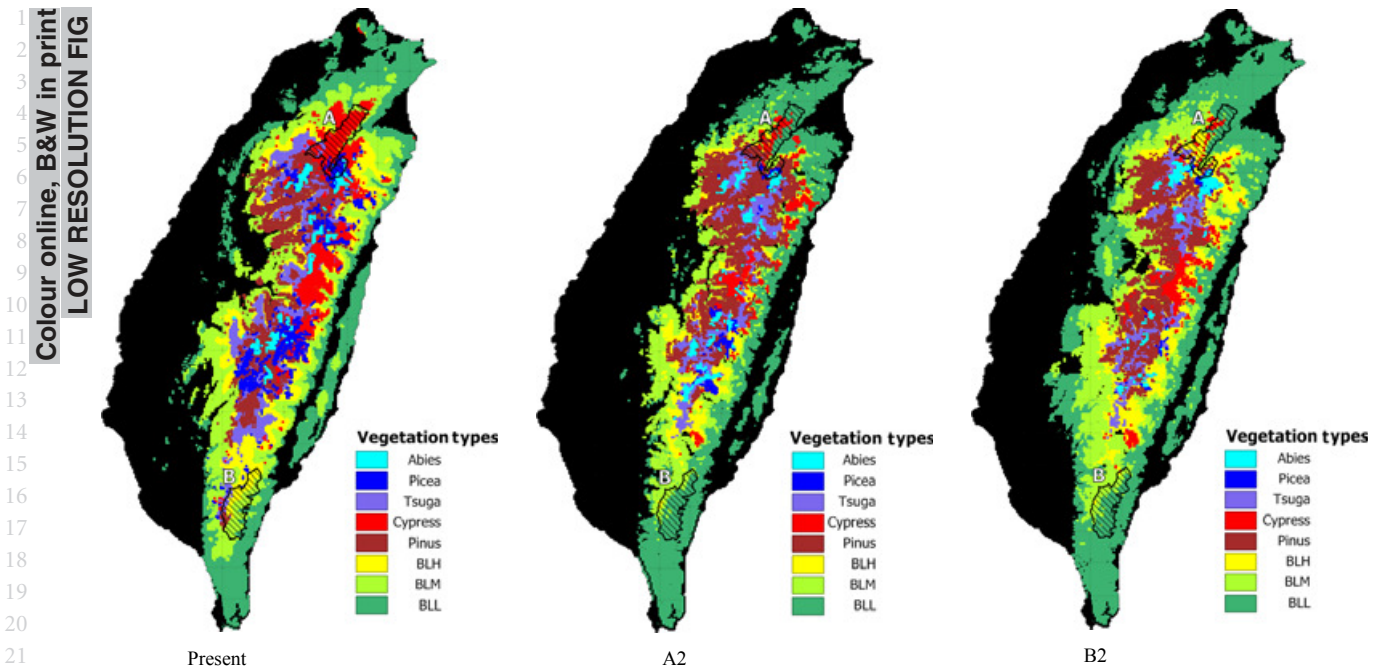 1
2
3
4
5
6
7
8
9
10
11
12
13
14
15
16
17
18
19
20
21
Colour online, B&W in print
LOW RESOLUTION FIG
A
B
Vegetation types
Abies
Picea
Tsuga
Cypress
Pinus
BLH
BLM
BLL
Present
A
B
Vegetation types
Abies
Picea
Tsuga
Cypress
Pinus
BLH
BLM
BLL
A2
A
B
Vegetation types
Abies
Picea
Tsuga
Cypress
Pinus
BLH
BLM
BLL
B2